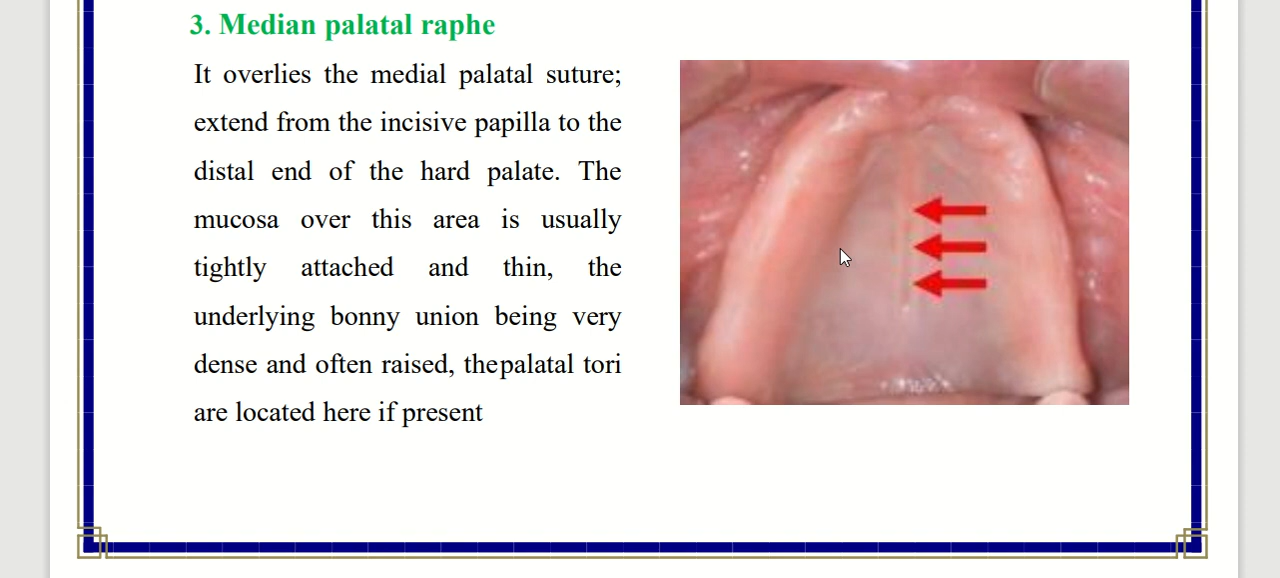 3. Median palatal raphe
It overlies the medial palatal suture;
extend from the incisive papilla to the
distal end of the hard palate. The
mucosa over this area is usually
tightly attached and thin, the
underlying bonny union being very
dense and often raised, thepalatal tori
are located here if present